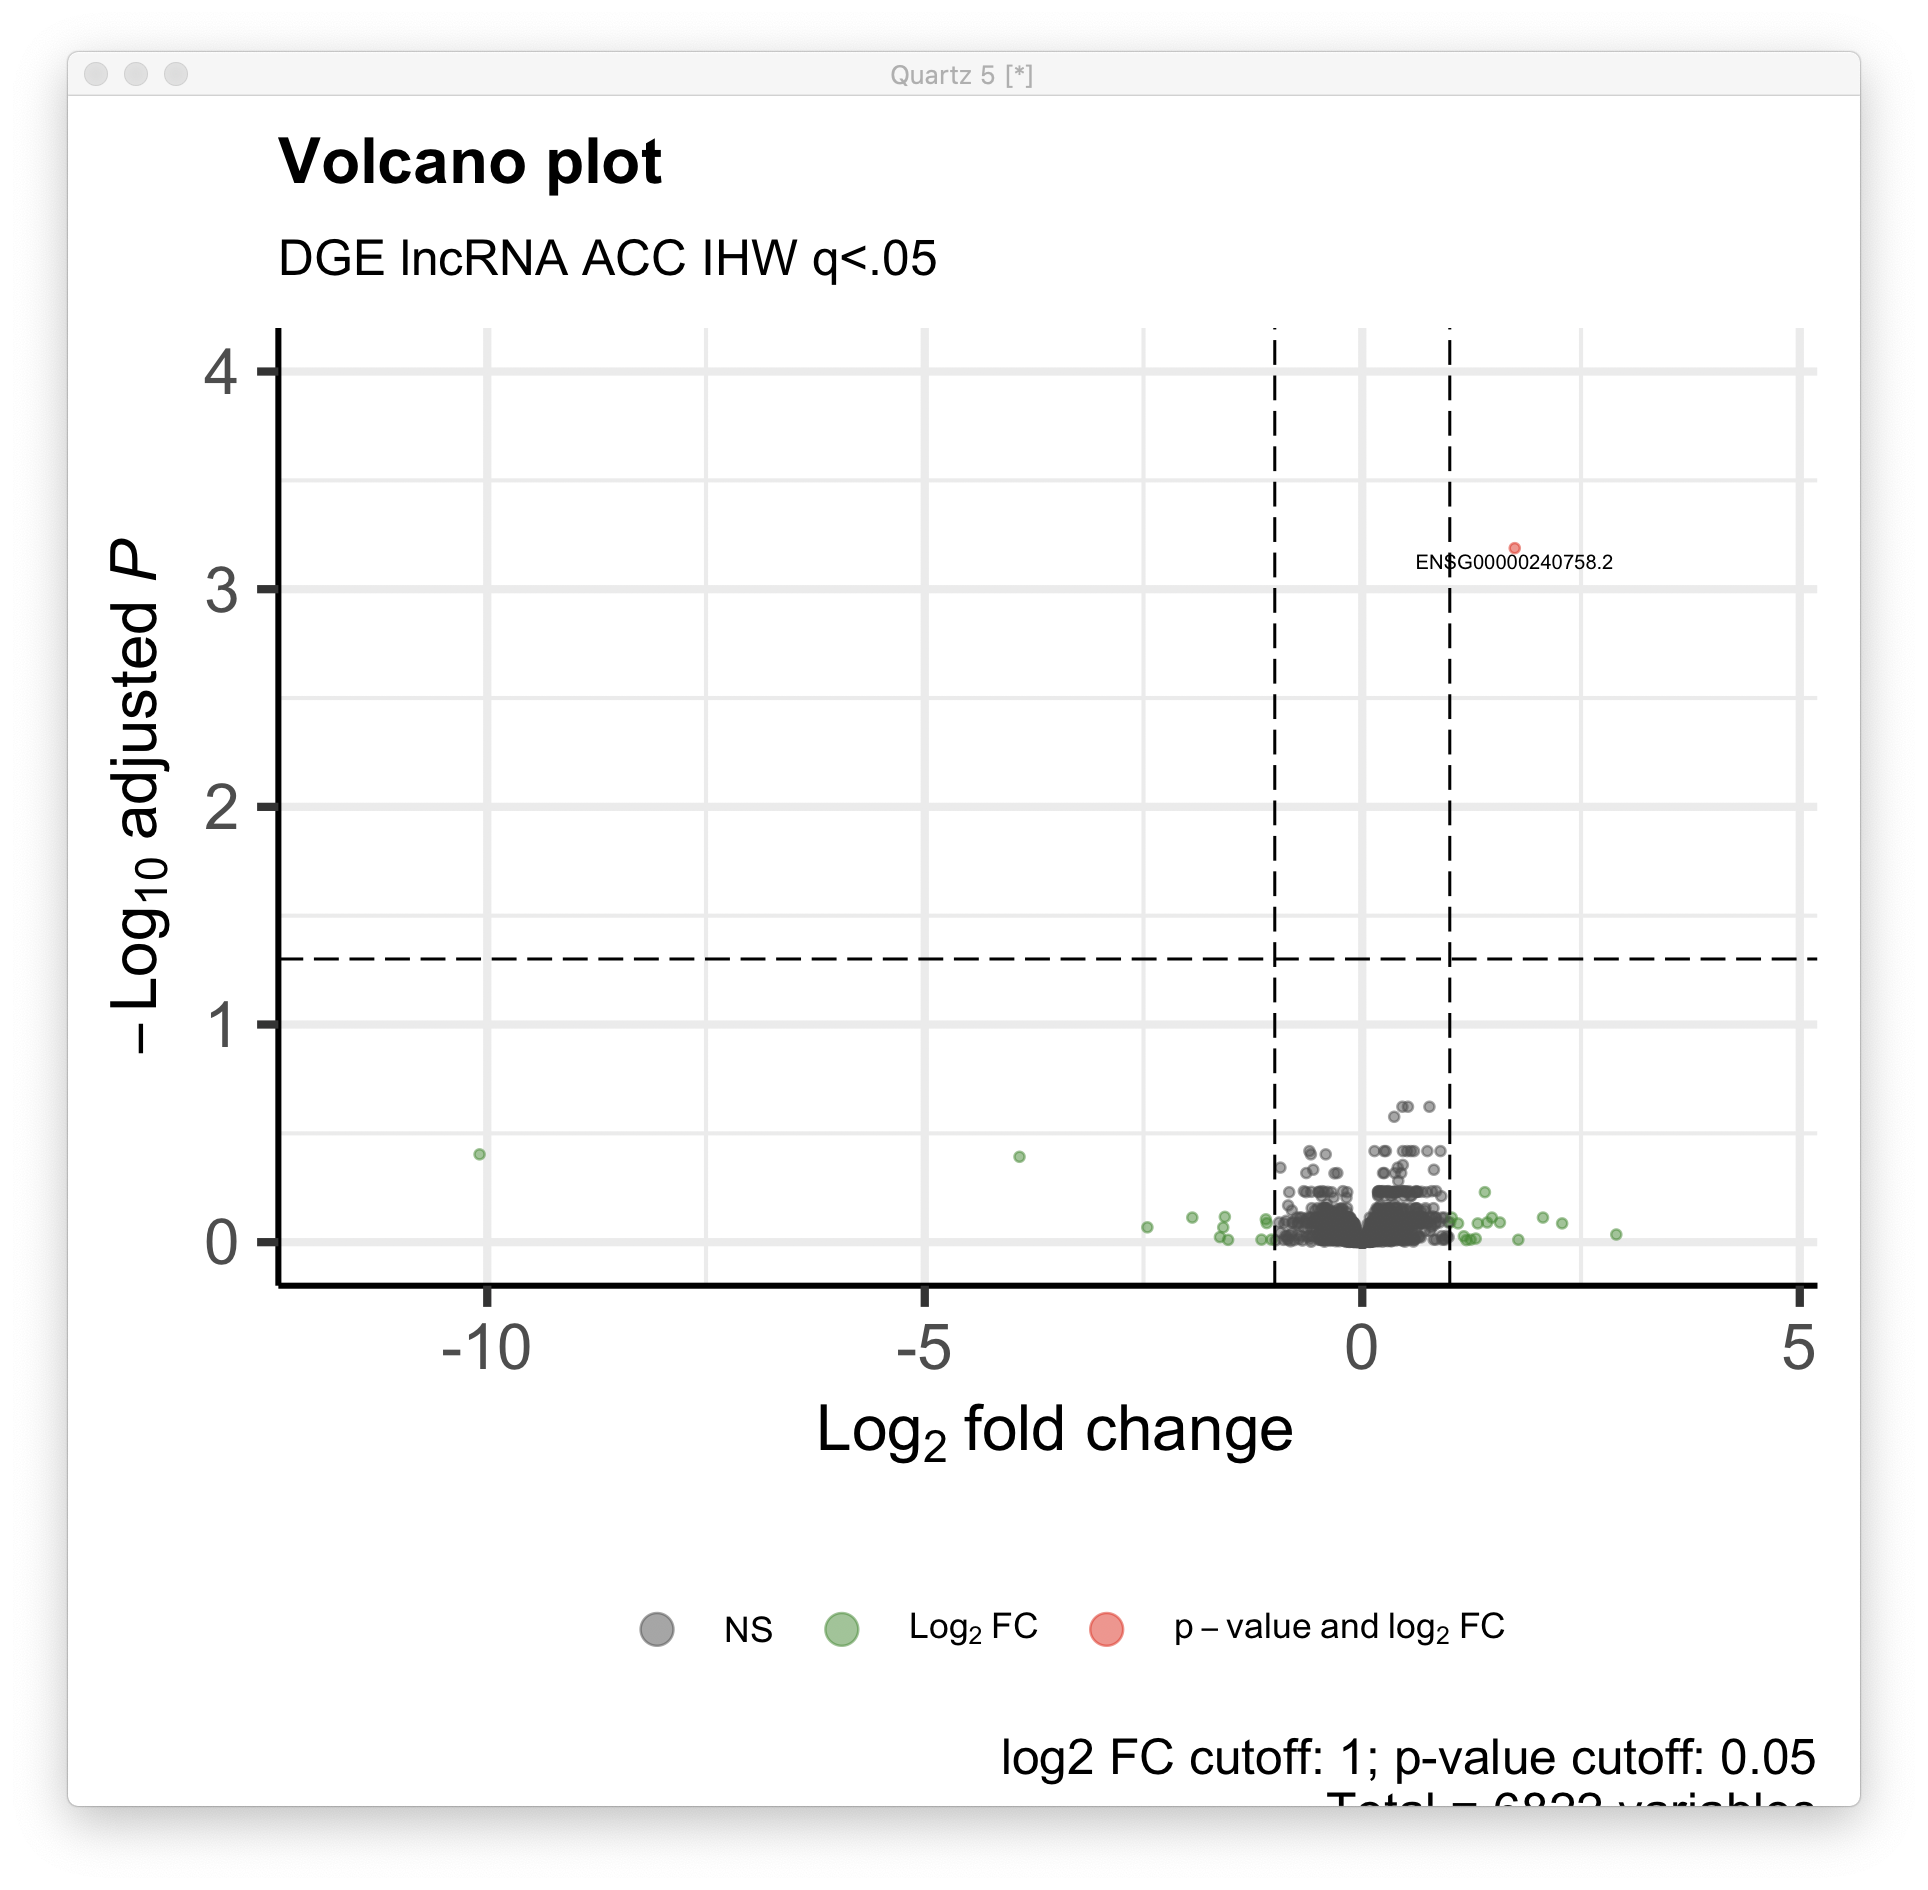 Quartz 5 [*]
Volcano plot
DGE lncRNA ACC IHW q<.05
4
3
2
1
0
– Log10 adjusted P
ENSG00000240758.2
-10
-5
0
5
Log2 fold change
NS
Log2 FC
p – value and log2 FC
log2 FC cutoff: 1; p-value cutoff: 0.05
Total = variables